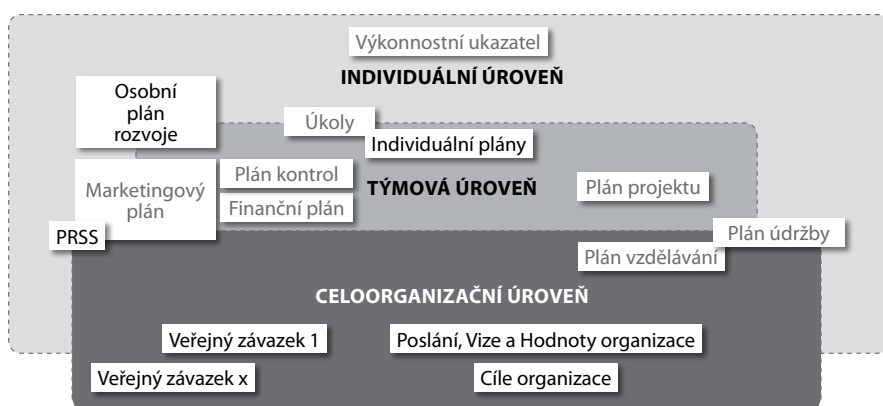 Výkonnostní ukazatel
INDIVIDUÁLNÍ ÚROVEŇ
Osobní
plán
rozvoje
Úkoly
Individuální plány
Marketingový
plán
Plán kontrol
Finanční plán
TÝMOVÁ ÚROVEŇ
Plán projektu
PRSS
Plán údržby
Plán vzdělávání
CELOORGANIZAČNÍ ÚROVEŇ
Veřejný závazek 1
Poslání, Vize a Hodnoty organizace
Veřejný závazek x
Cíle organizace